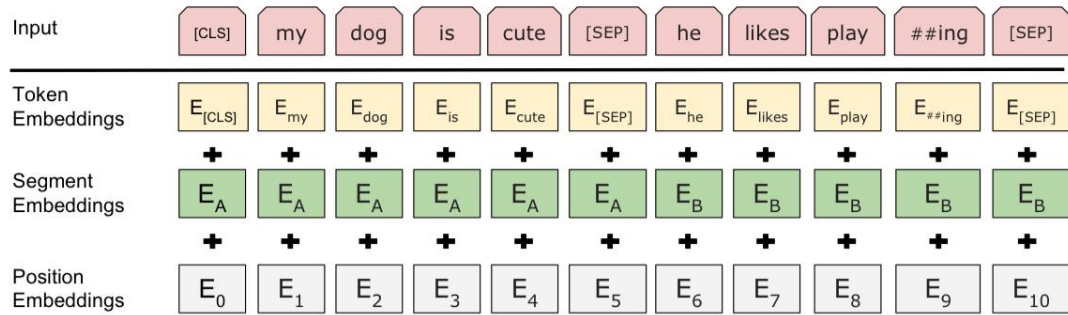 Input [CLS] my dog is cute [SEP] he likes play ##ing [SEP]
Token
Embeddings
E[CLS] Emy Edog Eis Ecute E[SEP] Ehe Elikes Eplay E##ing E[SEP]
+ + + + + + + + + + +
Segment
Embeddings
EA EA EA EA EA EA EB EB EB EB EB
+ + + + + + + + + + +
Position
Embeddings
E0 E1 E2 E3 E4 E5 E6 E7 E8 E9 E10